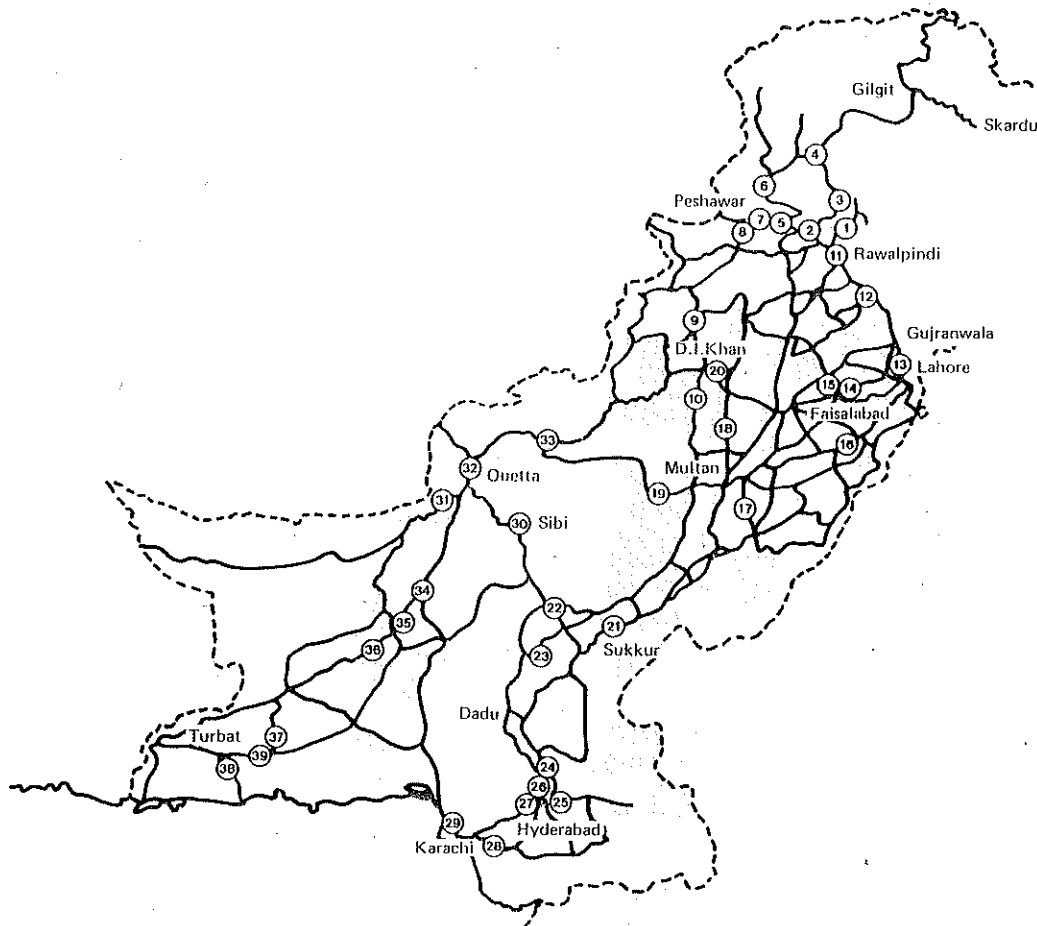 Gilgit
Skardu
4
6
3
Peshawar
7
5
2
1
8
11
Rawalpindi
12
9
Gujranwala
D.I.Khan
13
Lahore
20
15
14
10
Faisalabad
18
16
33
32
Quetta
Multan
19
31
17
30
Sibi
34
22
35
21
36
Sukkur
23
Dadu
Turbat
37
39
38
24
26
27
25
29
Hyderabad
Karachi
28